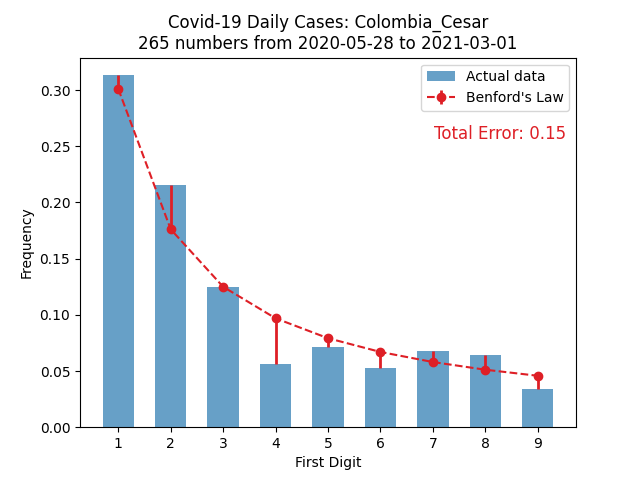 Covid-19 Daily Cases: Colombia_Cesar
265 numbers from 2020-05-28 to 2021-03-01
Actual data
Benford's Law
Total Error: 0.15
Frequency
0.30
0.25
0.20
0.15
0.10
0.05
0.00
1 2 3 4 5 6 7 8 9
First Digit